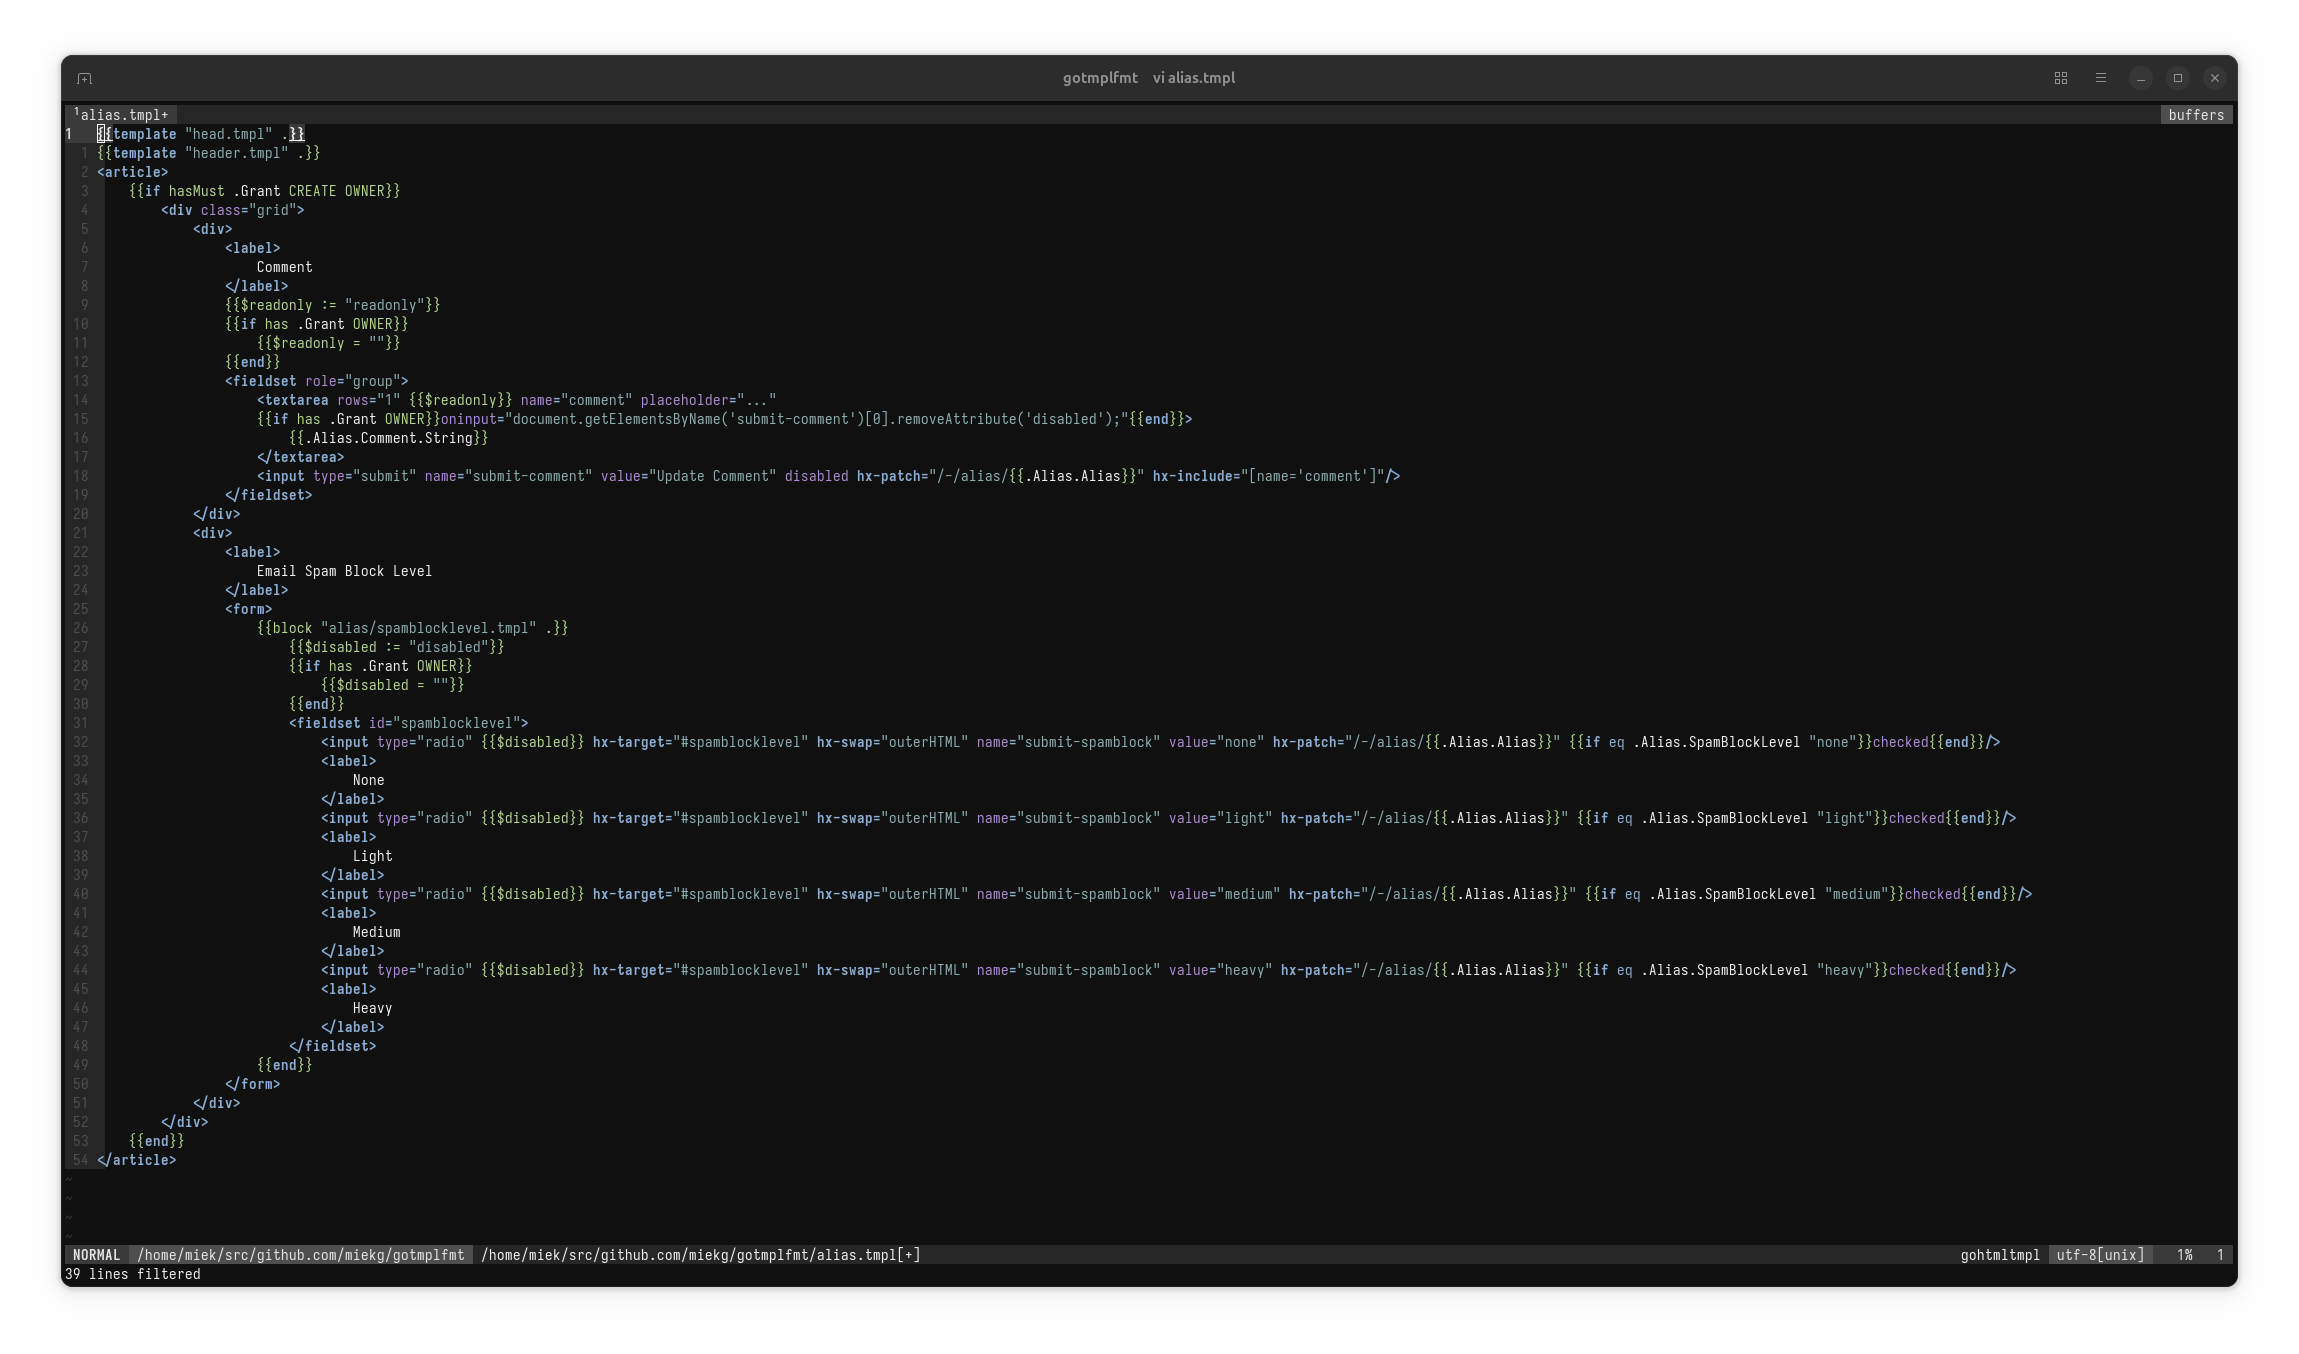 gotmplfmt vi alias.tmpl
1alias.tmpl+ buffers
1 {{template "head.tmpl" .}}
1 {{template "header.tmpl" .}}
2 <article>
3 {{if hasMust .Grant CREATE OWNER}}
4 <div class="grid">
5 <div>
6 <label>
7 Comment
8 </label>
9 {{$readonly := "readonly"}}
10 {{if has .Grant OWNER}}
11 {{$readonly = ""}}
12 {{end}}
13 <fieldset role="group">
14 <textarea rows="1" {{$readonly}} name="comment" placeholder="..."
15 {{if has .Grant OWNER}}oninput="document.getElementsByName('submit-comment')[0].removeAttribute('disabled');"{{end}}>
16 {{.Alias.Comment.String}}
17 </textarea>
18 <input type="submit" name="submit-comment" value="Update Comment" disabled hx-patch="/-/alias/{{.Alias.Alias}}" hx-include="[name='comment']"/>
19 </fieldset>
20 </div>
21 <div>
22 <label>
23 Email Spam Block Level
24 </label>
25 <form>
26 {{block "alias/spamblocklevel.tmpl" .}}
27 {{$disabled := "disabled"}}
28 {{if has .Grant OWNER}}
29 {{$disabled = ""}}
30 {{end}}
31 <fieldset id="spamblocklevel">
32 <input type="radio" {{$disabled}} hx-target="#spamblocklevel" hx-swap="outerHTML" name="submit-spamblock" value="none" hx-patch="/-/alias/{{.Alias.Alias}}" {{if eq .Alias.SpamBlockLevel "none"}}checked{{end}}/>
33 <label>
34 None
35 </label>
36 <input type="radio" {{$disabled}} hx-target="#spamblocklevel" hx-swap="outerHTML" name="submit-spamblock" value="light" hx-patch="/-/alias/{{.Alias.Alias}}" {{if eq .Alias.SpamBlockLevel "light"}}checked{{end}}/>
37 <label>
38 Light
39 </label>
40 <input type="radio" {{$disabled}} hx-target="#spamblocklevel" hx-swap="outerHTML" name="submit-spamblock" value="medium" hx-patch="/-/alias/{{.Alias.Alias}}" {{if eq .Alias.SpamBlockLevel "medium"}}checked{{end}}/>
41 <label>
42 Medium
43 </label>
44 <input type="radio" {{$disabled}} hx-target="#spamblocklevel" hx-swap="outerHTML" name="submit-spamblock" value="heavy" hx-patch="/-/alias/{{.Alias.Alias}}" {{if eq .Alias.SpamBlockLevel "heavy"}}checked{{end}}/>
45 <label>
46 Heavy
47 </label>
48 </fieldset>
49 {{end}}
50 </form>
51 </div>
52 </div>
53 {{end}}
54 </article>
~
~
~
~
NORMAL /home/miek/src/github.com/miekg/gotmplfmt /home/miek/src/github.com/miekg/gotmplfmt/alias.tmpl[+] gohtmltmpl utf-8[unix] 1% 1
39 lines filtered